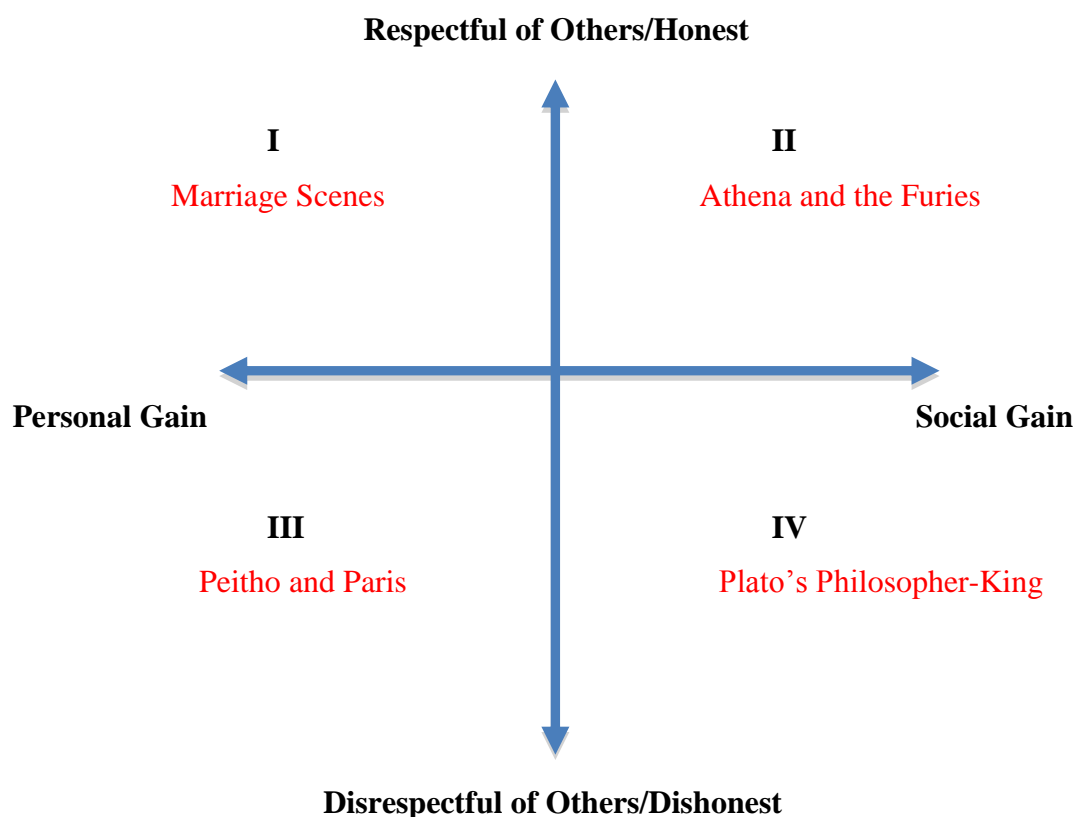 Respectful of Others/Honest
I
II
Marriage Scenes
Athena and the Furies
Personal Gain
Social Gain
III
IV
Peitho and Paris
Plato’s Philosopher-King
Disrespectful of Others/Dishonest